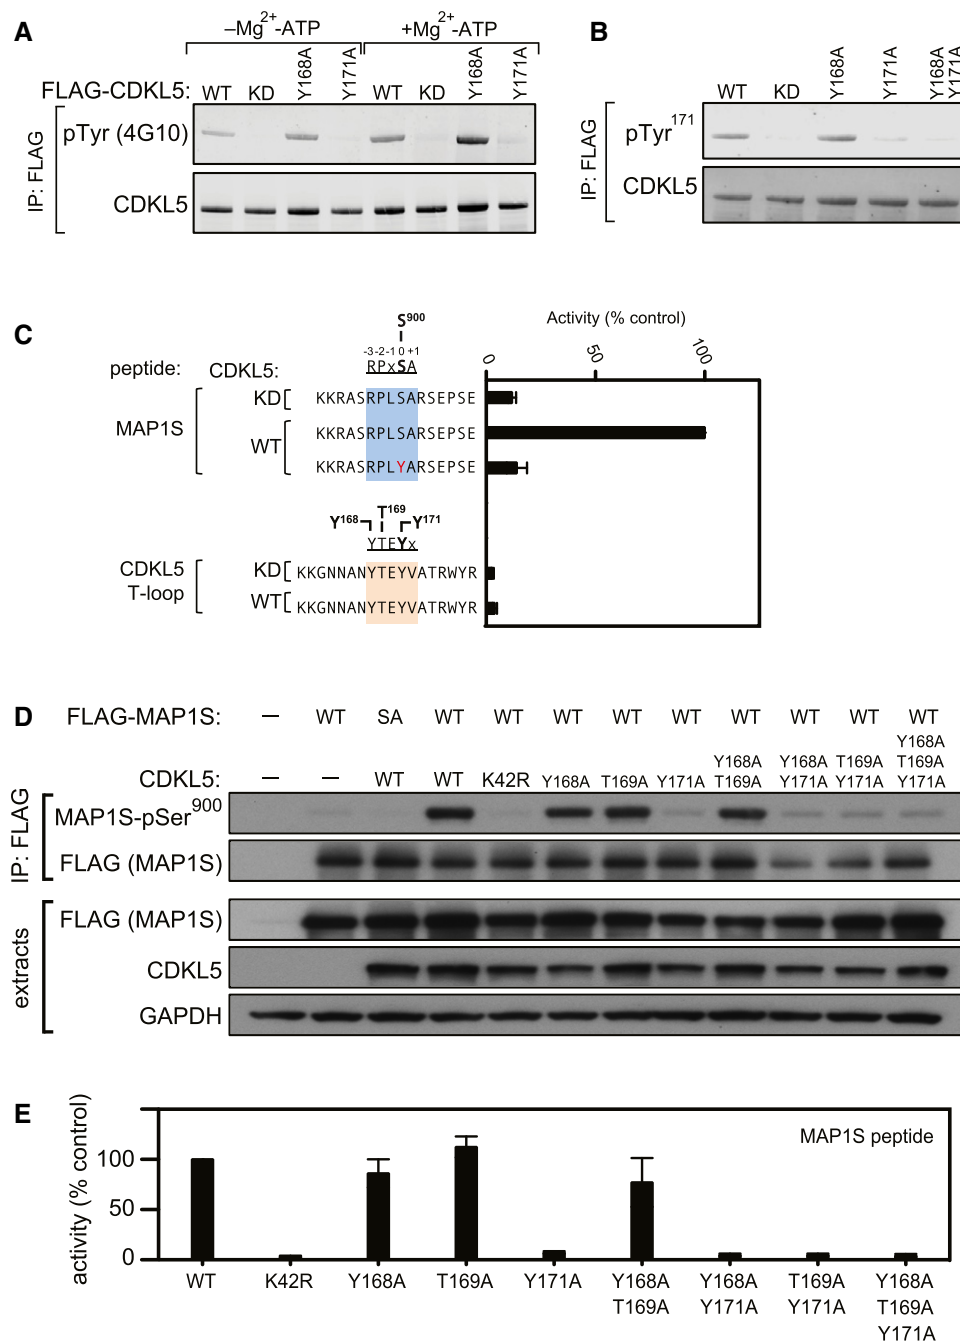 A
–Mg2+-ATP +Mg2+-ATP
FLAG-CDKL5: WT KD Y168A Y171A WT KD Y168A Y171A
IP: FLAG
pTyr (4G10)
CDKL5
B
WT KD Y168A Y171A Y168A Y171A
IP: FLAG
pTyr171
CDKL5
C
S900
Activity (% control)
-3-2-1 0 +1
peptide: CDKL5: RPxSA 0 50 100
MAP1S
KD KKRASRPLSARSEPSE
WT KKRASRPLSARSEPSE
KKRASRPLYARSEPSE
Y168 T169 Y171
YTEYx
CDKL5
T-loop
KD KKGNNANYTEYVATRWYR
WT KKGNNANYTEYVATRWYR
D
FLAG-MAP1S: – WT SA WT WT WT WT WT WT WT WT WT
CDKL5: – – WT WT K42R Y168A T169A Y171A Y168A T169A Y168A Y171A T169A Y171A Y168A T169A Y171A
IP: FLAG
MAP1S-pSer900
FLAG (MAP1S)
extracts
FLAG (MAP1S)
CDKL5
GAPDH
E
activity (% control)
MAP1S peptide
100
50
0
WT K42R Y168A T169A Y171A Y168A Y168A T169A Y168A
T169A Y171A Y171A T169A
Y171A